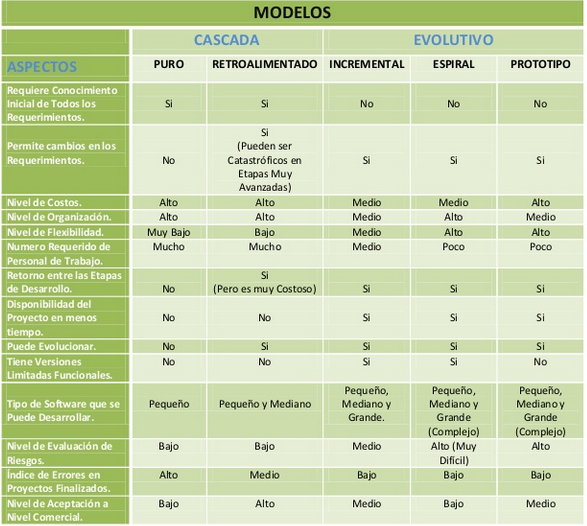 MODELOS
CASCADA EVOLUTIVO
ASPECTOS PURO RETROALIMENTADO INCREMENTAL ESPIRAL PROTOTIPO
Requiere Conocimiento
Inicial de Todos los
Requerimientos.
Si Si No No No
Permite cambios en los
Requerimientos.
No
Si
(Pueden ser
Catastróficos en
Etapas Muy
Avanzadas)
Si Si Si
Nivel de Costos. Alto Alto Medio Medio Alto
Nivel de Organización. Alto Alto Medio Alto Medio
Nivel de Flexibilidad. Muy Bajo Bajo Medio Alto Alto
Numero Requerido de
Personal de Trabajo.
Mucho Mucho Medio Poco Poco
Retorno entre las Etapas
de Desarrollo.
No
Si
(Pero es muy Costoso)
Si Si Si
Disponibilidad del
Proyecto en menos
tiempo.
No No Si Si Si
Puede Evolucionar. No Si Si Si Si
Tiene Versiones
Limitadas Funcionales.
No No Si Si No
Tipo de Software que se
Puede Desarrollar.
Pequeño Pequeño y Mediano
Pequeño,
Mediano y
Grande.
Pequeño,
Mediano y
Grande
(Complejo)
Pequeño,
Mediano y
Grande
(Complejo)
Nivel de Evaluación de
Riesgos.
Bajo Bajo Medio
Alto (Muy
Difícil)
Alto
Índice de Errores en
Proyectos Finalizados.
Alto Medio Bajo Bajo Bajo
Nivel de Aceptación a
Nivel Comercial.
Bajo Alto Medio Bajo Medio